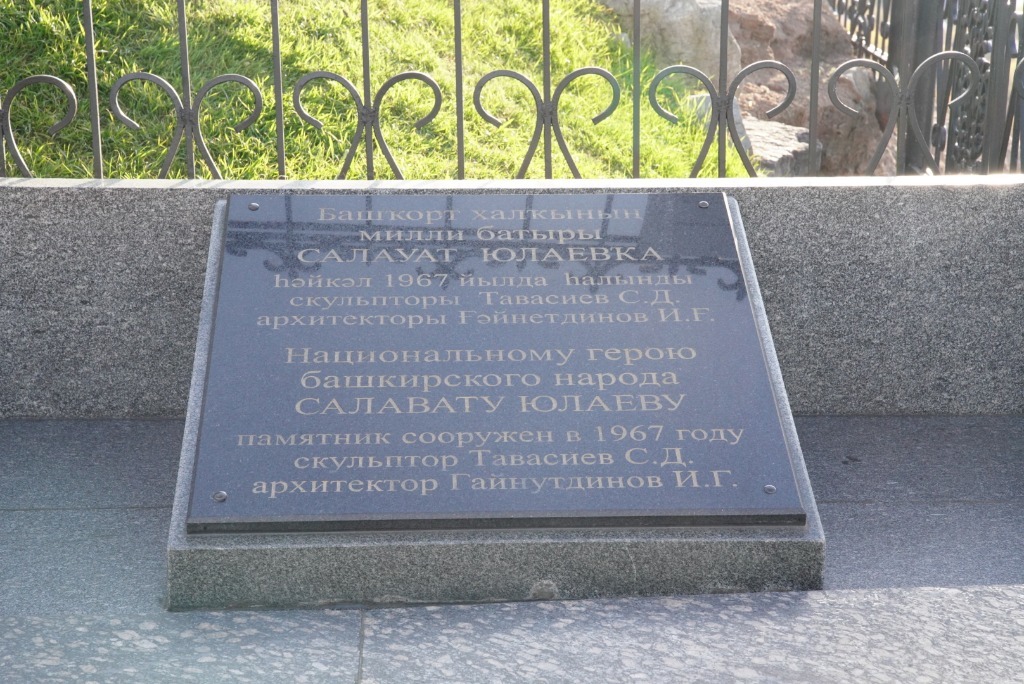 Башҡорт халҡының
милли батыры
САЛАУАТ ЮЛАЕВКА
һәйкәл 1967 йылда һалынды
скульпторы Тавасиев С.Д.
архитекторы Ғәйнетдинов И.Ғ.
Национальному герою
башкирского народа
САЛАВАТУ ЮЛАЕВУ
памятник сооружен в 1967 году
скульптор Тавасиев С.Д.
архитектор Гайнутдинов И.Г.